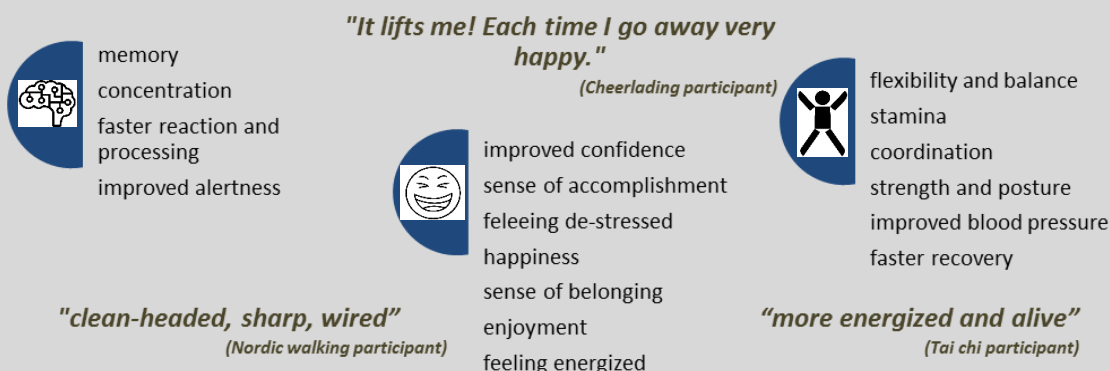 "It lifts me! Each time I go away very
happy."
(Cheerlading participant)
memory
concentration
faster reaction and
processing
improved alertness
improved confidence
sense of accomplishment
feleeing de-stressed
happiness
sense of belonging
enjoyment
feeling energized
flexibility and balance
stamina
coordination
strength and posture
improved blood pressure
faster recovery
"clean-headed, sharp, wired”
(Nordic walking participant)
“more energized and alive”
(Tai chi participant)